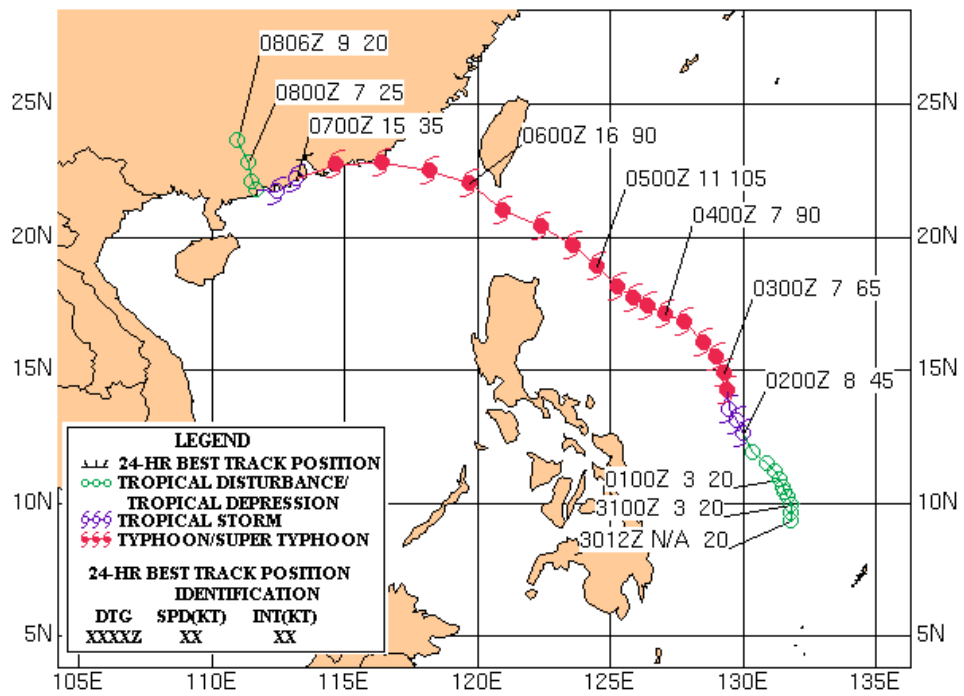 0806Z 9 20
0800Z 7 25
0700Z 15 35
0600Z 16 90
0500Z 11 105
0400Z 7 90
0300Z 7 65
0200Z 8 45
0100Z 3 20
3100Z 3 20
3012Z N/A 20
25N
25N
20N
20N
15N
15N
10N
10N
5N
5N
LEGEND
24-HR BEST TRACK POSITION
TROPICAL DISTURBANCE/
TROPICAL DEPRESSION
TROPICAL STORM
TYPHOON/SUPER TYPHOON
24-HR BEST TRACK POSITION
IDENTIFICATION
DTG SPD(KT) INT(KT)
XXXXZ XX XX
105E 110E 115E 120E 125E 130E 135E